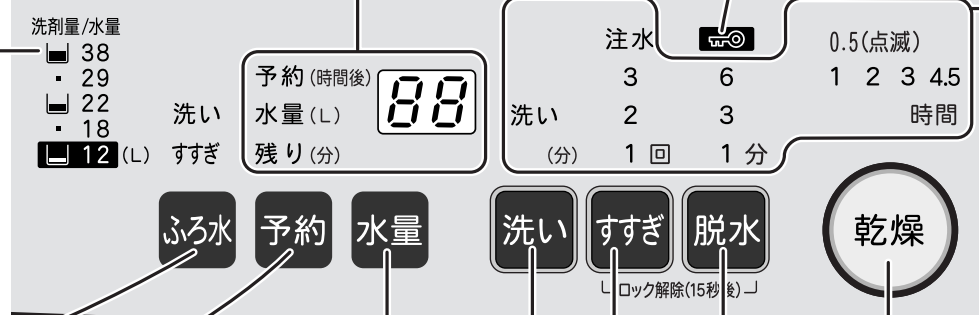 洗剤量/水量
38
29
22
18
12 (L)
洗い
すすぎ
予約(時間後)
水量(L)
残り(分)
88
注水
3 6
洗い 2 3
(分) 1回 1分
0.5(点滅)
1 2 3 4.5
時間
ふろ水 予約 水量 洗い すすぎ 脱水 乾燥
ロック解除(15秒後)